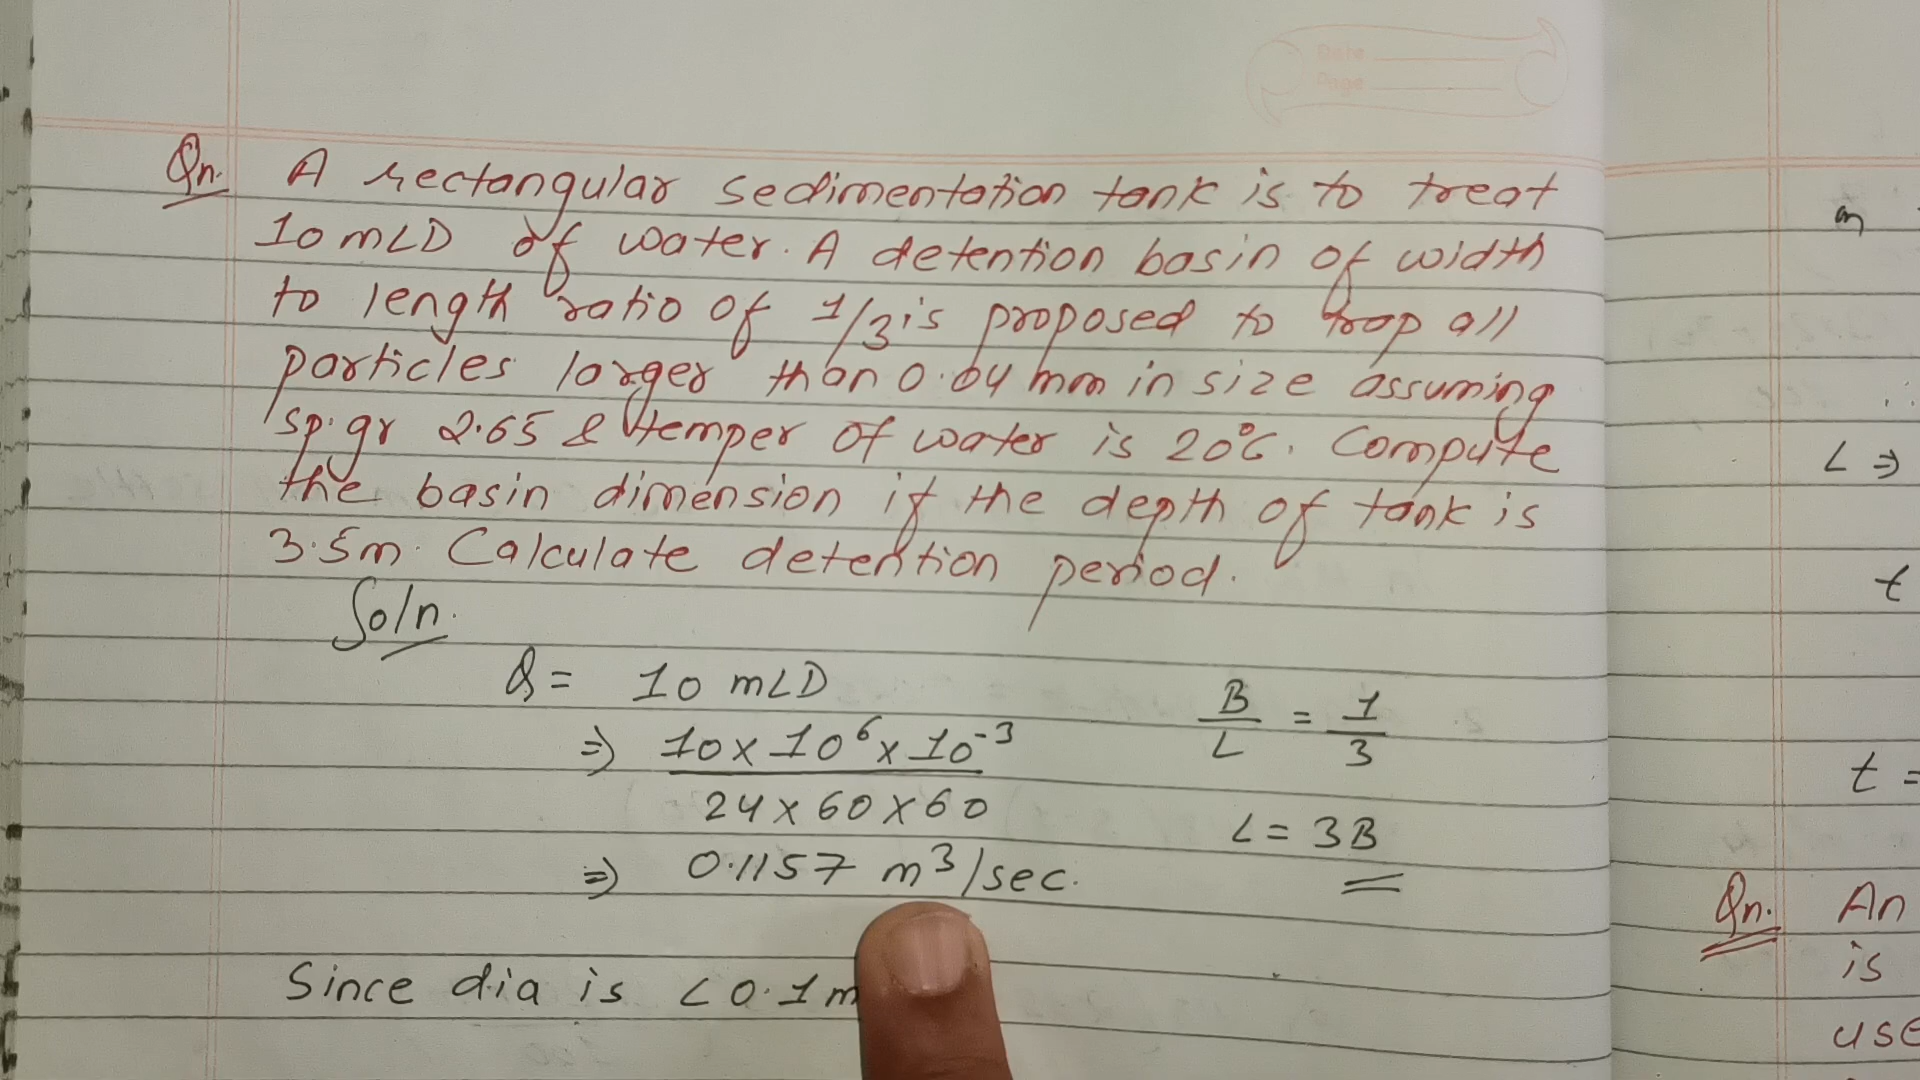 Date
Page
Qn. A rectangular sedimentation tank is to treat
10 MLD of water. A detention basin of width
to length ratio of 1/3 is proposed to trap all
particles larger than 0.04 mm in size assuming
sp.gr 2.65 & temper of water is 20°C. Compute
the basin dimension if the depth of tank is
3.5m. Calculate detention period.
Soln.
Q = 10 MLD
⇒ 10 x 10⁶ x 10⁻³
24 x 60 x 60
⇒ 0.1157 m³/sec.
B/L = 1/3
L = 3B
Since dia is < 0.1m
L ⇒
t
t =
Qn. An
is
use